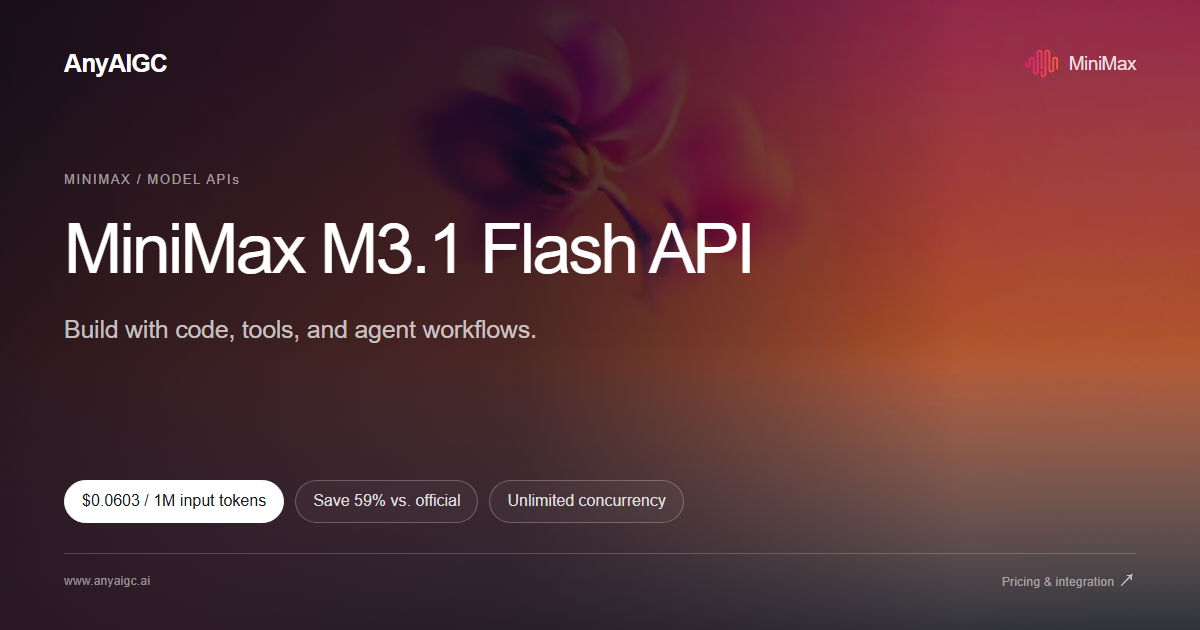 AnyAIGC
MiniMax
MINIMAX / MODEL APIs
MiniMax M3.1 Flash API
Build with code, tools, and agent workflows.
$0.0603 / 1M input tokens
Save 59% vs. official
Unlimited concurrency
www.anyaigc.ai
Pricing & integration